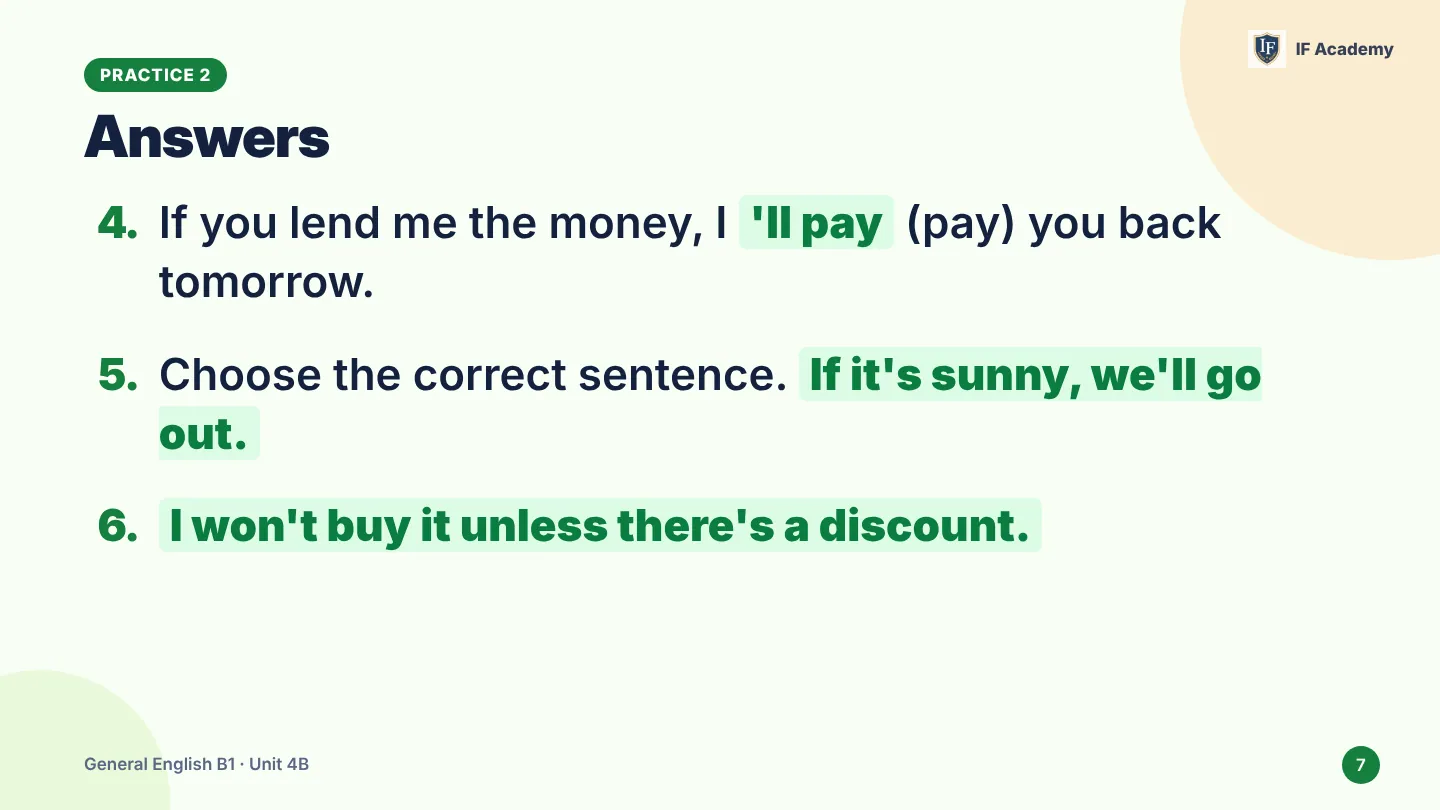 IF IF Academy
PRACTICE 2
Answers
4. If you lend me the money, I 'll pay (pay) you back
tomorrow.
5. Choose the correct sentence. If it's sunny, we'll go
out.
6. I won't buy it unless there's a discount.
General English B1 · Unit 4B
7